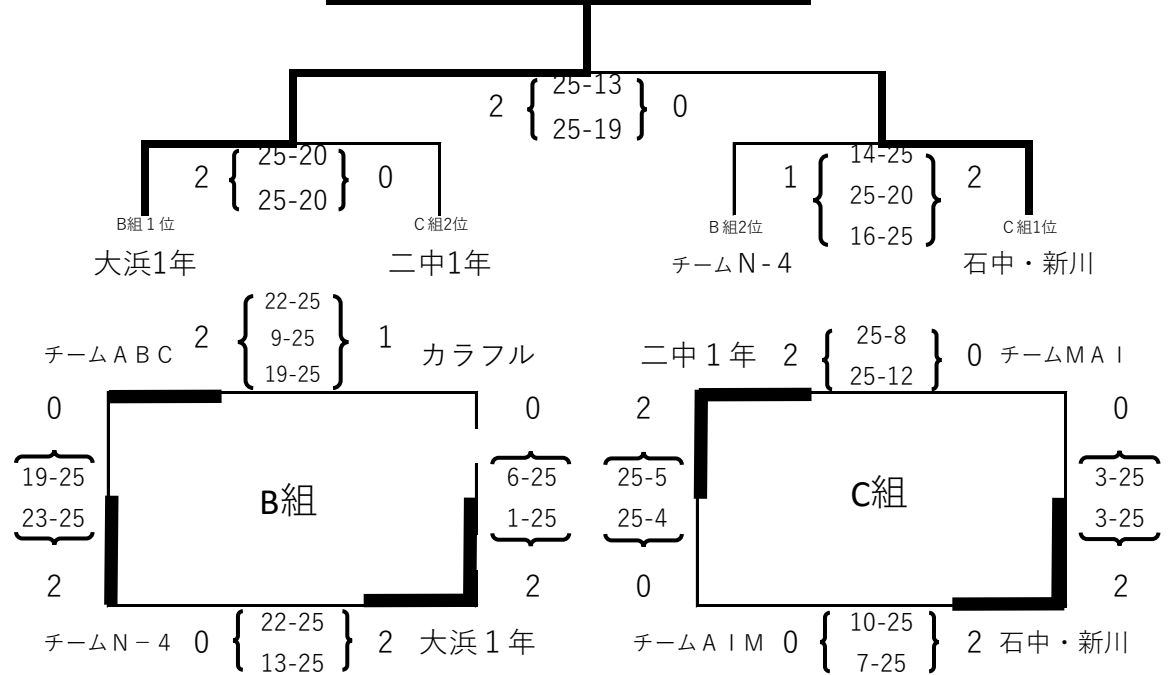 2 25-13 0
25-19
2 25-20 0
25-20
1 14-25 2
25-20
16-25
B組１位
C組2位
B組2位
C組1位
大浜1年
二中1年
チームN-4
石中・新川
チームＡＢＣ 2 22-25 1 カラフル
9-25
19-25
二中１年 2 25-8 0 チームＭＡＩ
25-12
0
0
2
0
19-25
23-25
B組
6-25
1-25
25-5
25-4
C組
3-25
3-25
2
2
0
2
チームＮ－４ 0 22-25 2 大浜１年
13-25
チームＡＩＭ 0 10-25 2 石中・新川
7-25